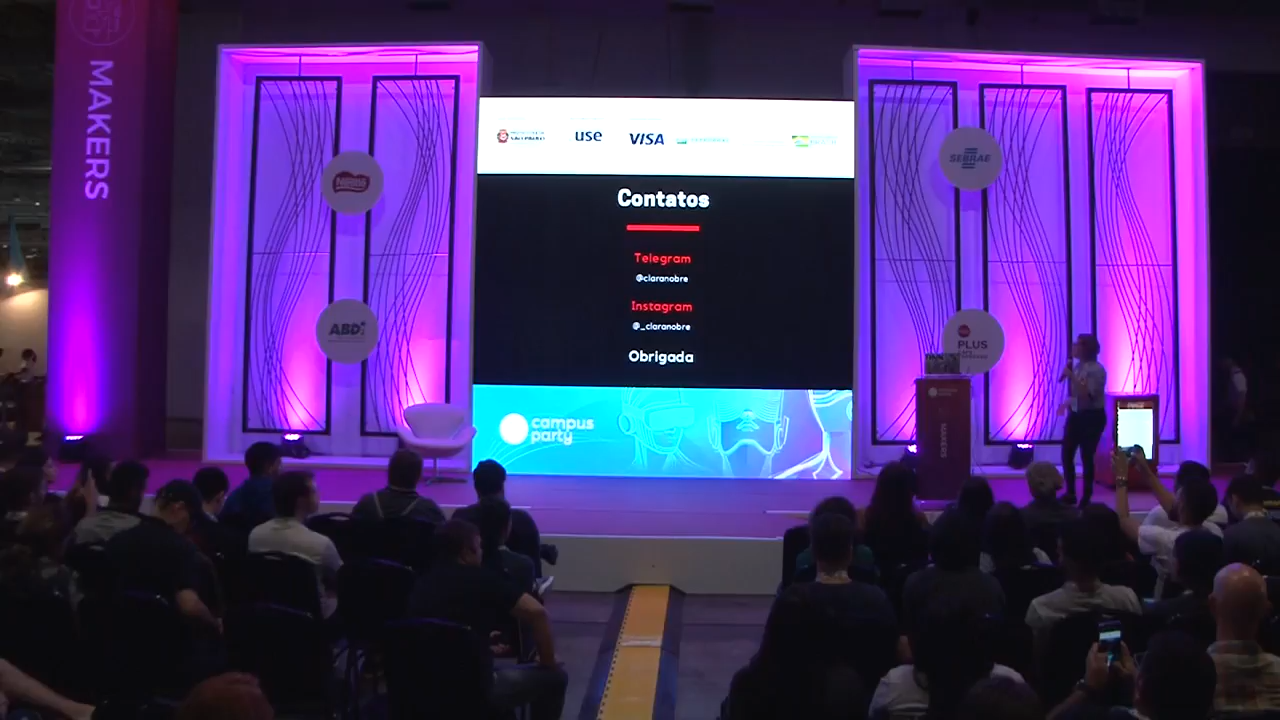 MAKERS
use
VISA
SEBRAE
Contatos
Telegram
@claranobre
Instagram
@_claranobre
Obrigada
ABDi
PLUS
campus
party
MAKERS